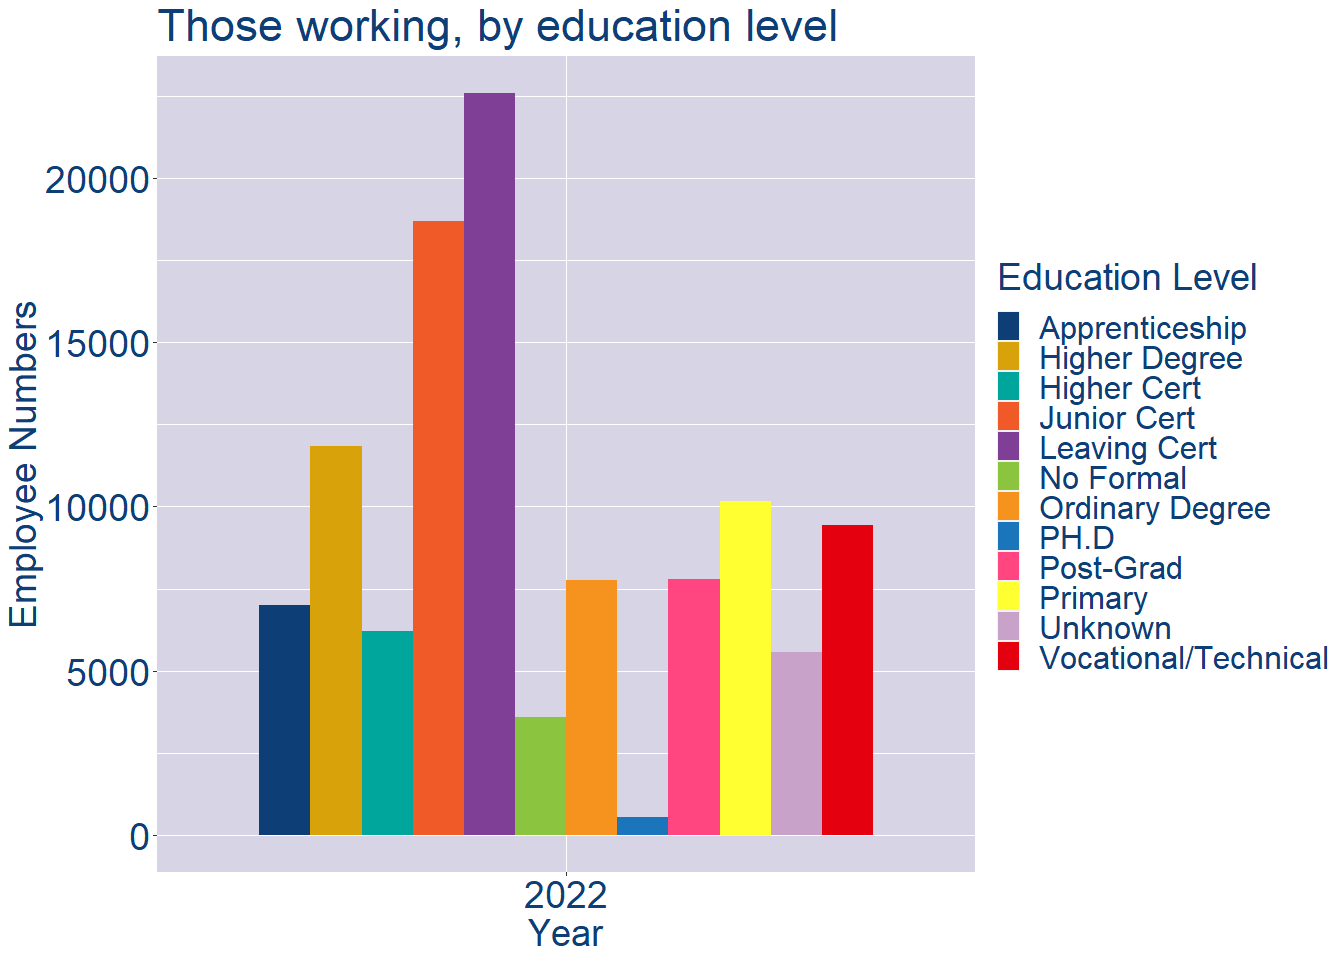 Those working, by education level
Employee Numbers
20000
15000
10000
5000
0
2022
Year
Education Level
Apprenticeship
Higher Degree
Higher Cert
Junior Cert
Leaving Cert
No Formal
Ordinary Degree
PH.D
Post-Grad
Primary
Unknown
Vocational/Technical